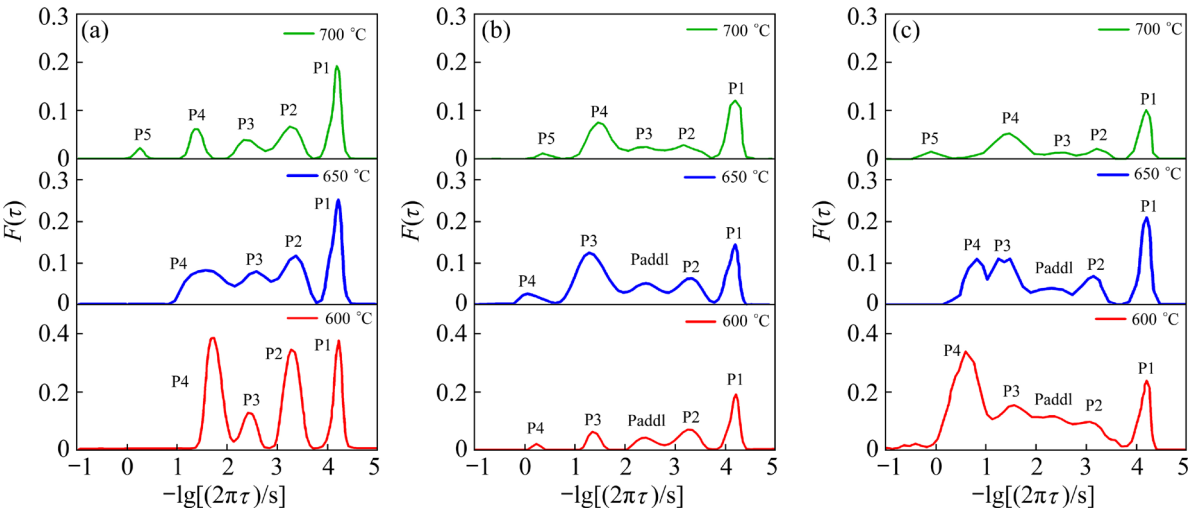 (a)
700 °C
0.3
0.2
0.1
0
P5
P4
P3
P2
P1
650 °C
0.3
0.2
0.1
0
P4
P3
P2
P1
600 °C
0.4
0.2
0
P4
P3
P2
P1
F(τ)
−1 0 1 2 3 4 5
−lg[(2πτ)/s]
(b)
700 °C
0.3
0.2
0.1
0
P5
P4
P3
P2
P1
650 °C
0.3
0.2
0.1
0
P4
P3
Paddl
P2
P1
600 °C
0.4
0.2
0
P4
P3
Paddl
P2
P1
F(τ)
−1 0 1 2 3 4 5
−lg[(2πτ)/s]
(c)
700 °C
0.3
0.2
0.1
0
P5
P4
P3
P2
P1
650 °C
0.3
0.2
0.1
0
P4
P3
Paddl
P2
P1
600 °C
0.4
0.2
0
P4
P3
Paddl
P2
P1
F(τ)
−1 0 1 2 3 4 5
−lg[(2πτ)/s]